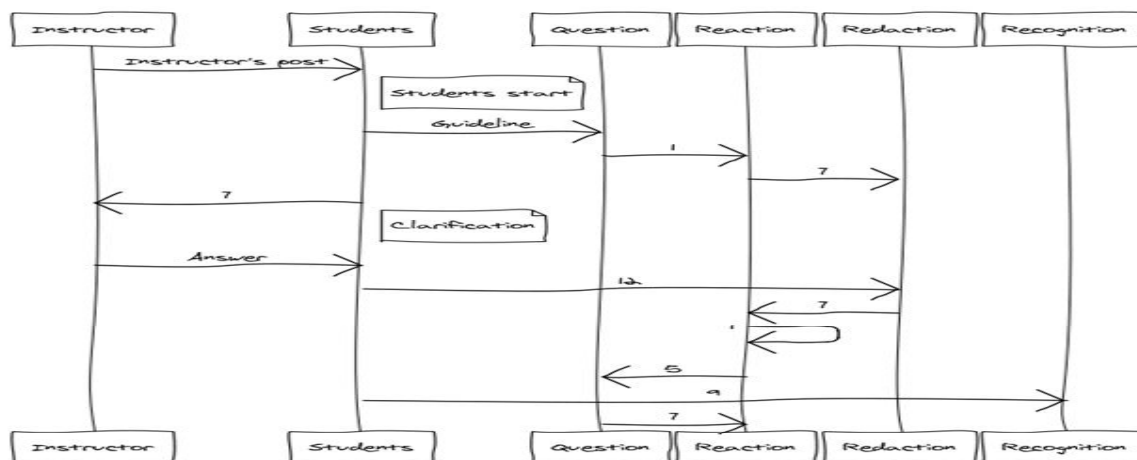 Instructor Students Question Reaction Redaction Recognition
Instructor's post
Students start
Guideline
1
7
7
Clarification
Answer
12
7
1
5
9
7
Instructor Students Question Reaction Redaction Recognition